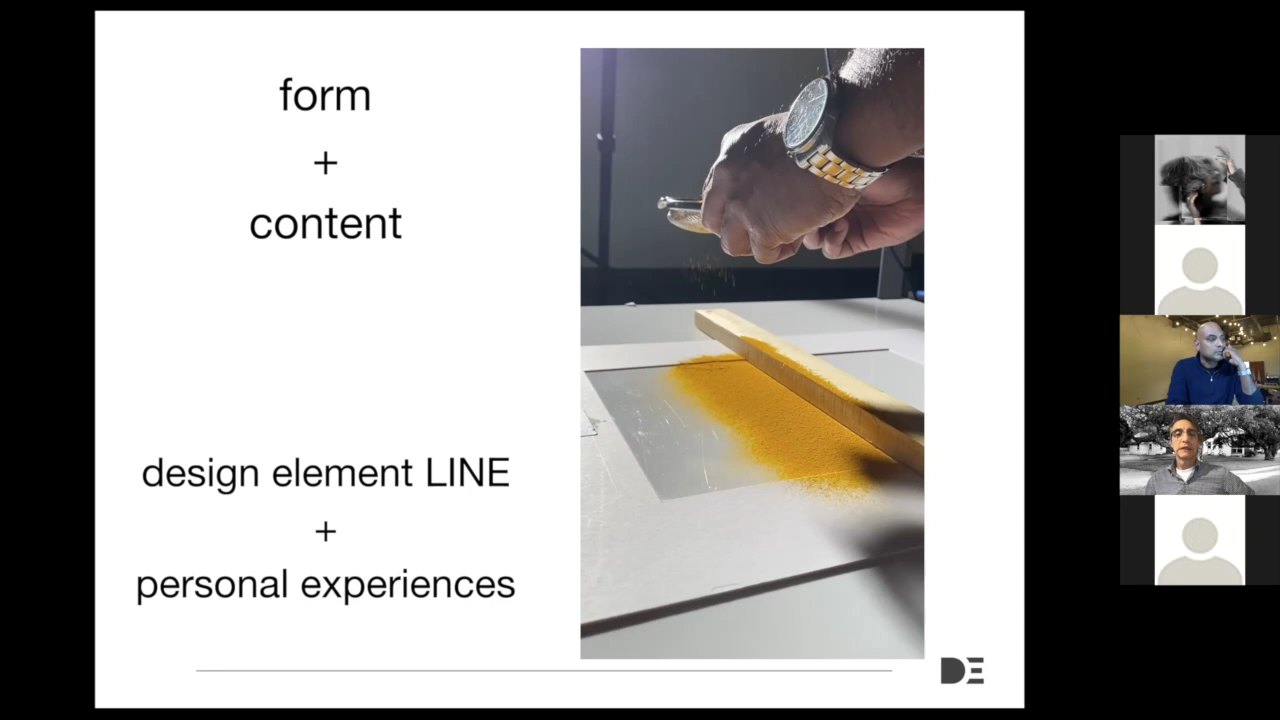 form
+
content
design element LINE
+
personal experiences
DE